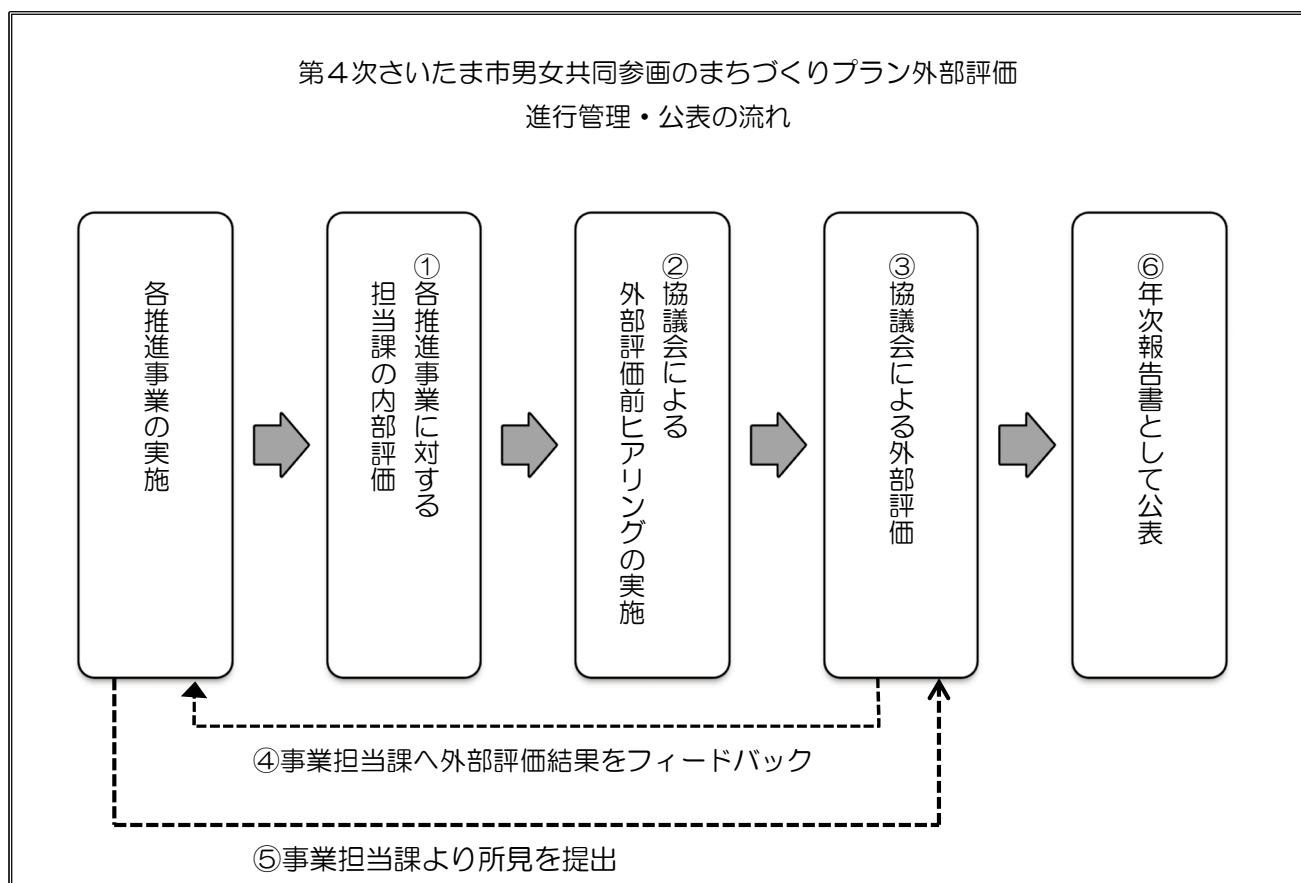 第４次さいたま市男女共同参画のまちづくりプラン外部評価
進行管理・公表の流れ
各推進事業の実施
①各推進事業に対する
担当課の内部評価
②協議会による
外部評価前ヒアリングの実施
③協議会による外部評価
⑥年次報告書として公表
④事業担当課へ外部評価結果をフィードバック
⑤事業担当課より所見を提出